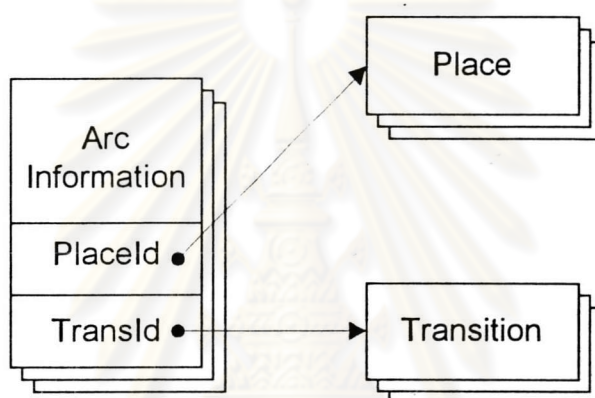 Arc
Information
PlaceId
TransId
Place
Transition